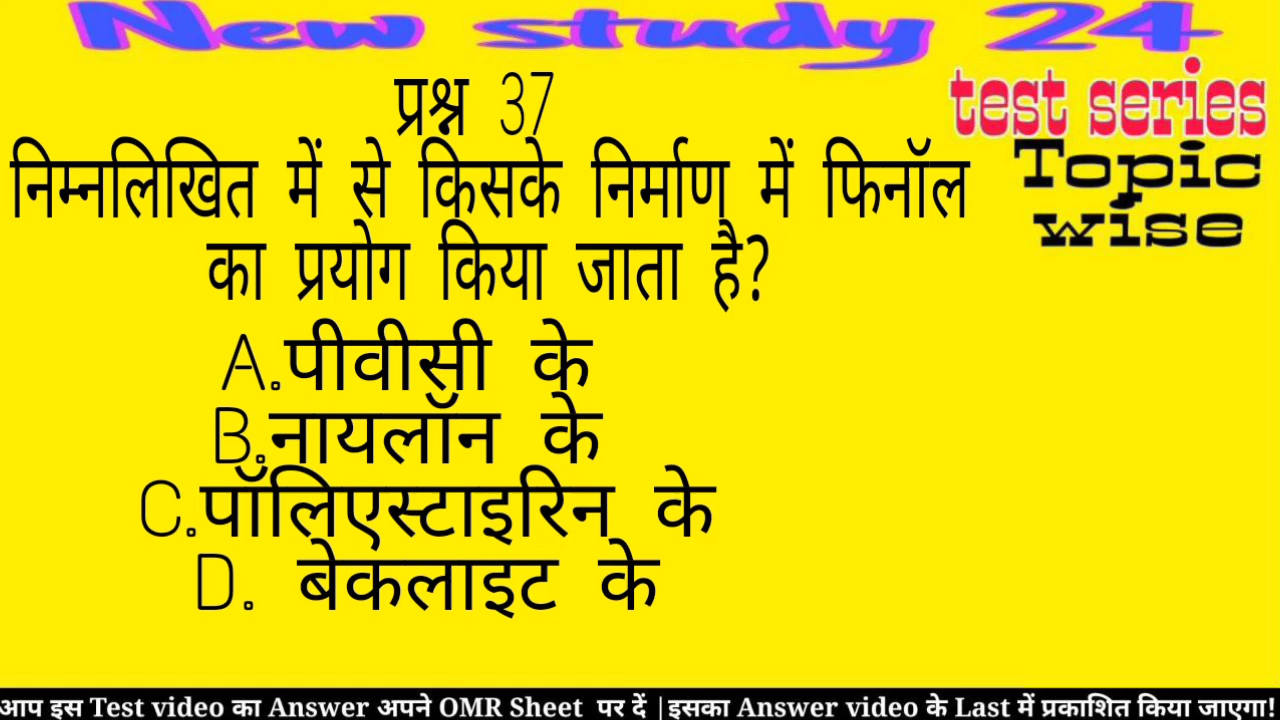 New study 24
test series
Topic
wise
प्रश्न 37
निम्नलिखित में से किसके निर्माण में फिनॉल
का प्रयोग किया जाता है?
A.पीवीसी के
B.नायलॉन के
C.पॉलिएस्टाइरिन के
D. बेकलाइट के
आप इस Test video का Answer अपने OMR Sheet पर दें |इसका Answer video के Last में प्रकाशित किया जाएगा!